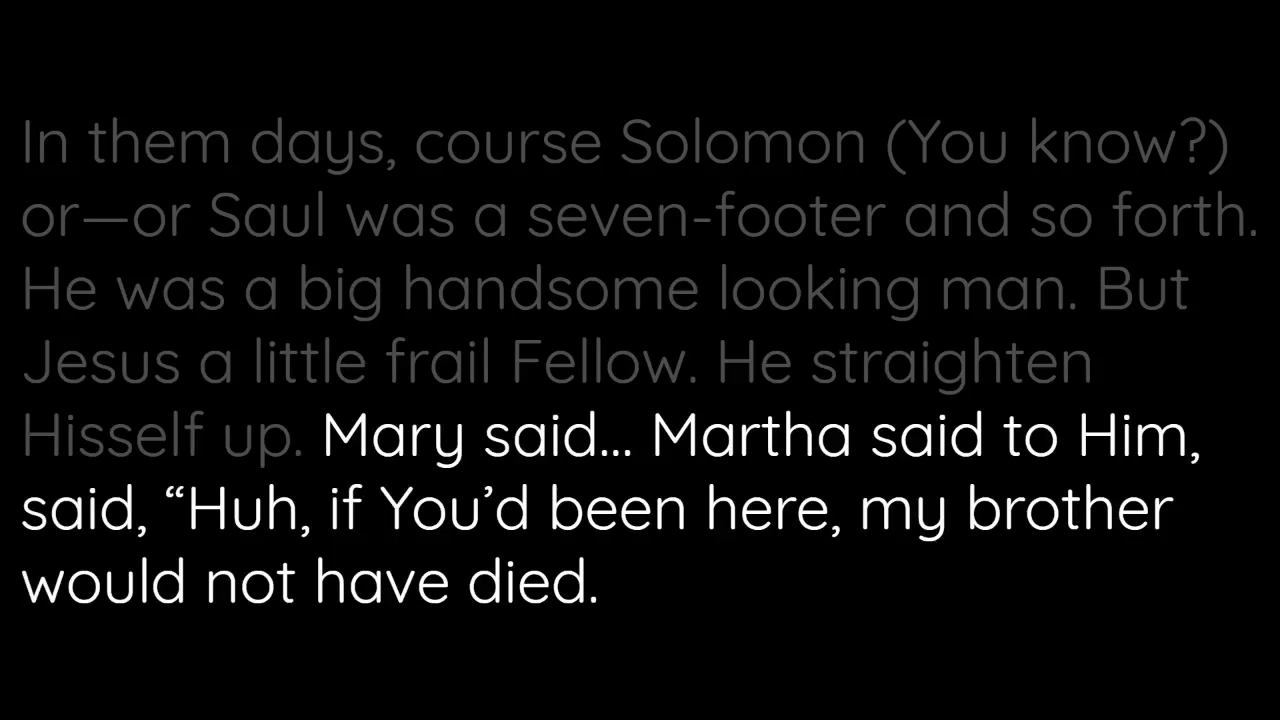 In them days, course Solomon (You know?)
or—or Saul was a seven-footer and so forth.
He was a big handsome looking man. But
Jesus a little frail Fellow. He straighten
Hisself up. Mary said... Martha said to Him,
said, “Huh, if You’d been here, my brother
would not have died.